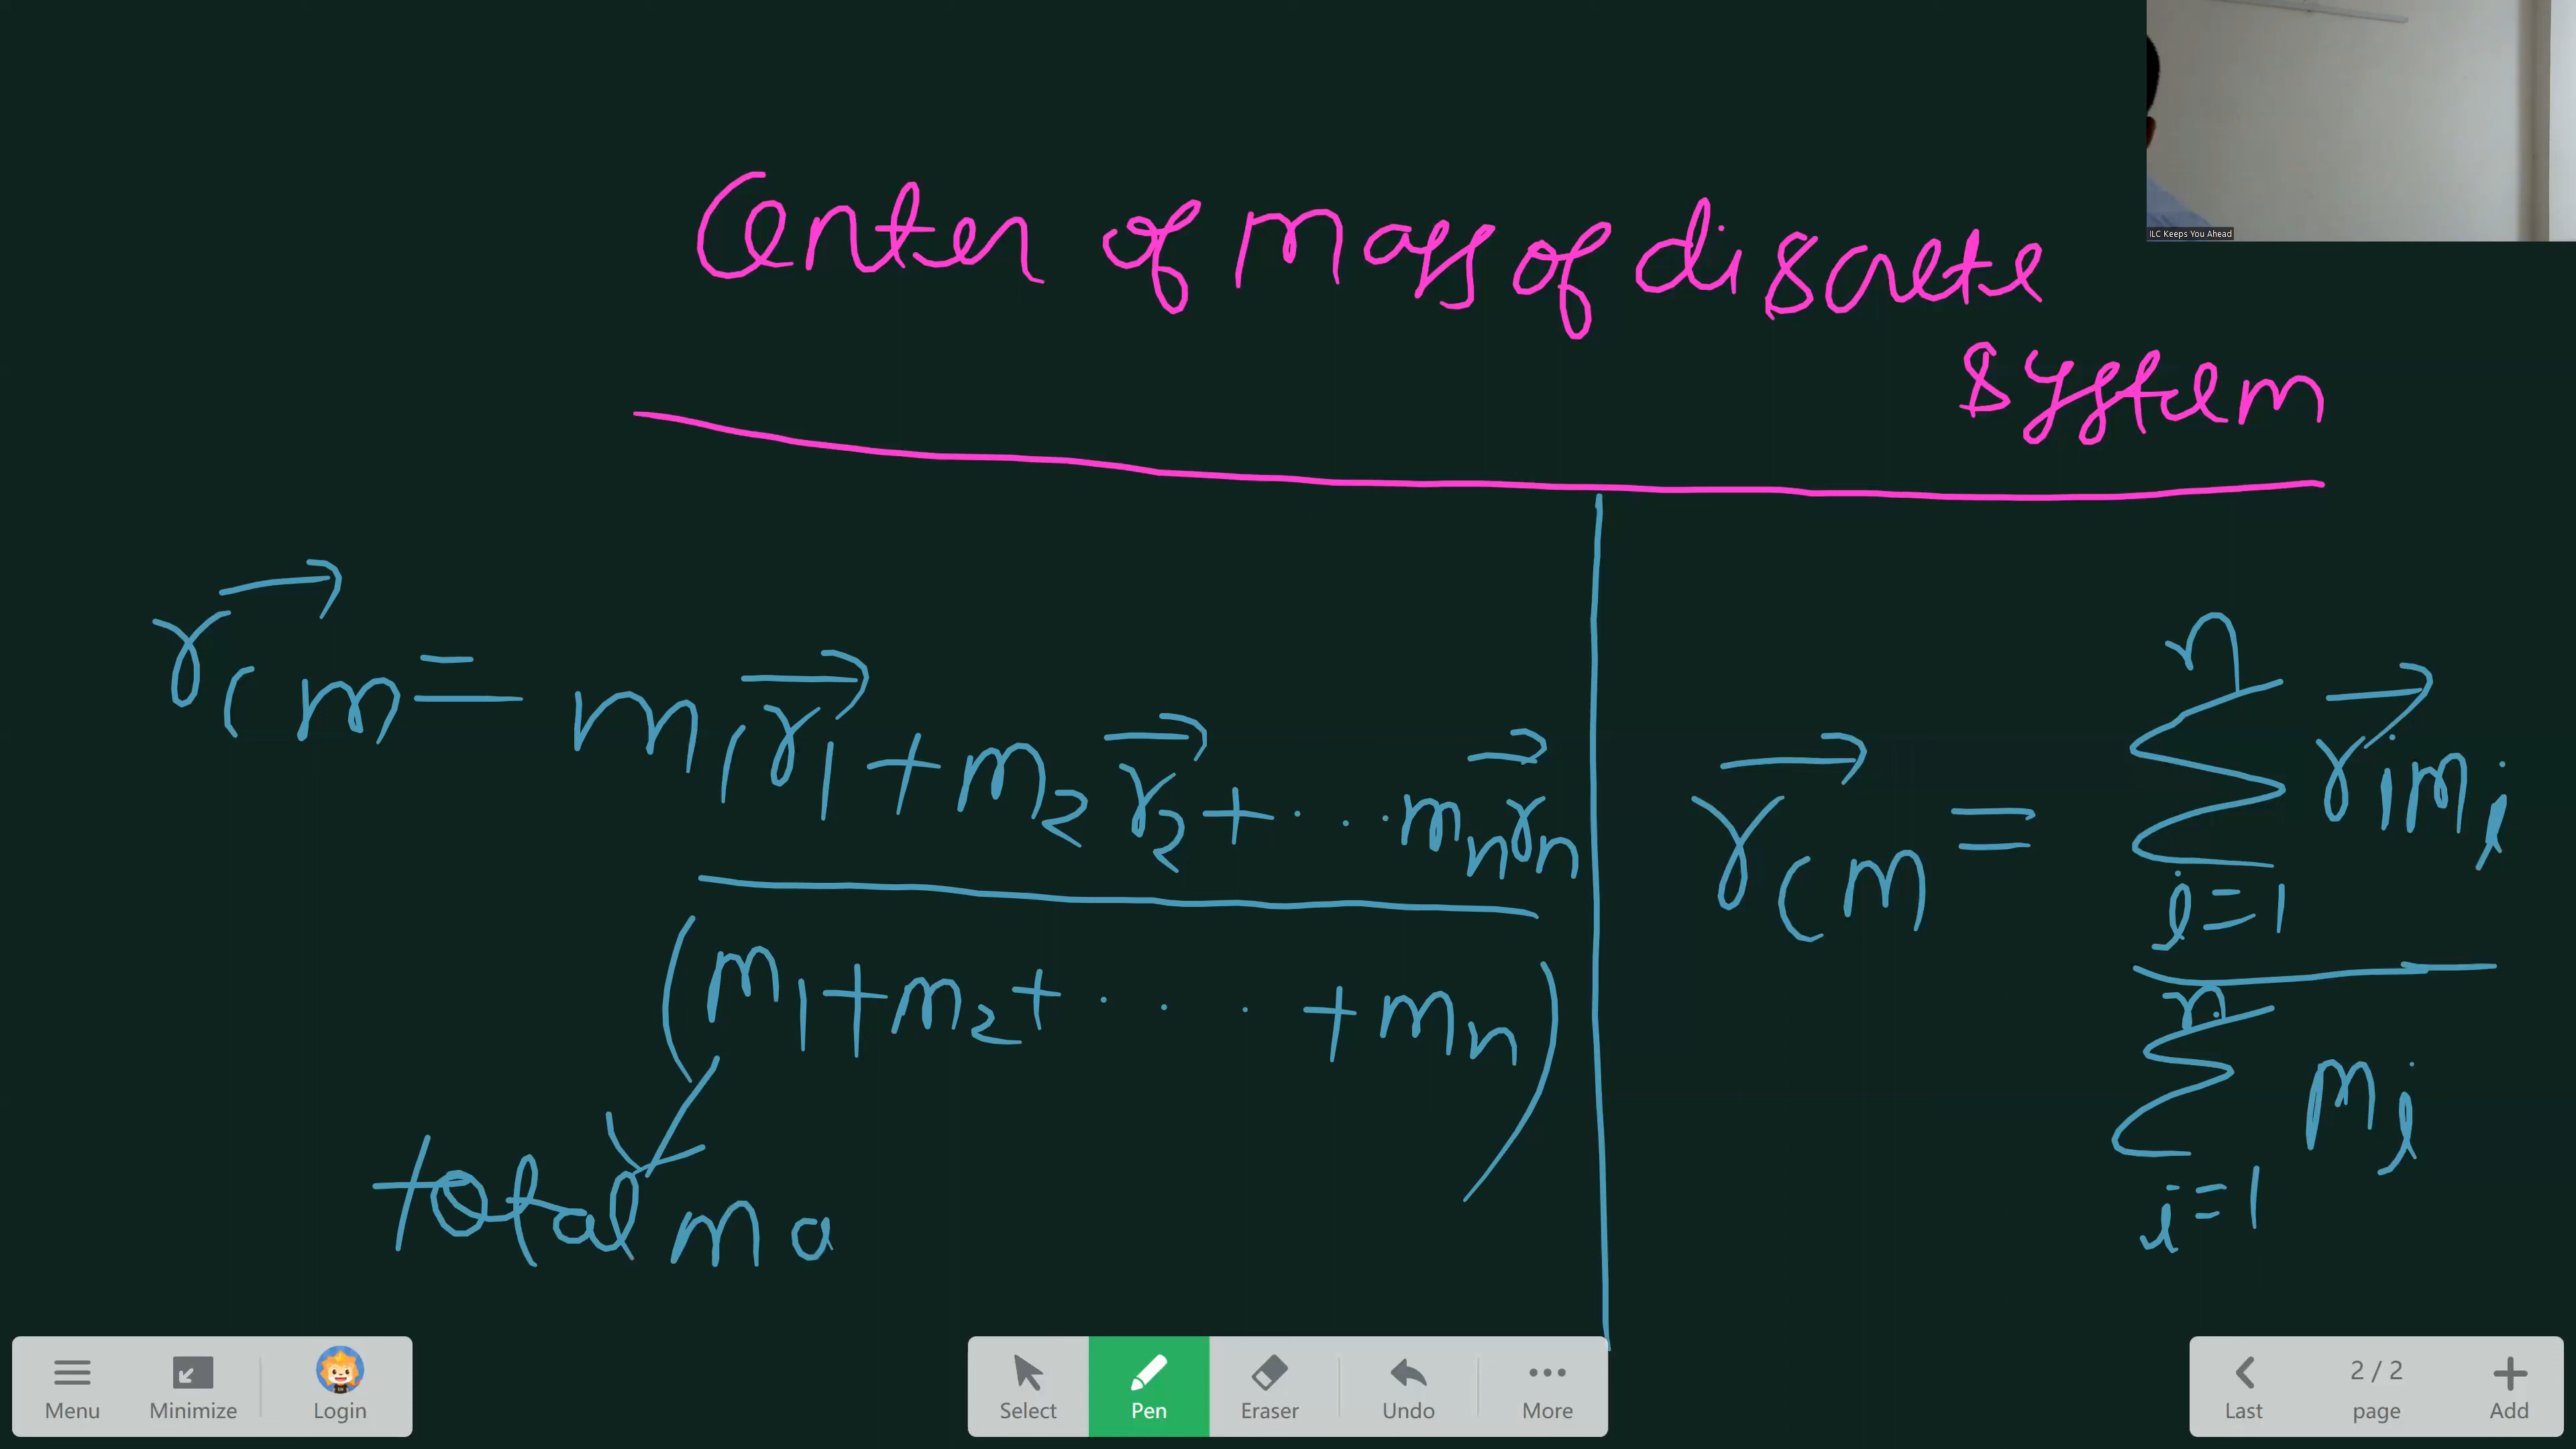 ILC Keeps You Ahead
Center of mass of discrete
system
r⃗cm = m₁r⃗₁ + m₂r⃗₂ + ... mₙr⃗ₙ
(m₁ + m₂ + . . . + mₙ)
total ma
r⃗cm = n∑i=1 r⃗ᵢmᵢ
n∑i=1 mᵢ
Menu Minimize Login
Select Pen Eraser Undo More
Last 2 / 2 page Add